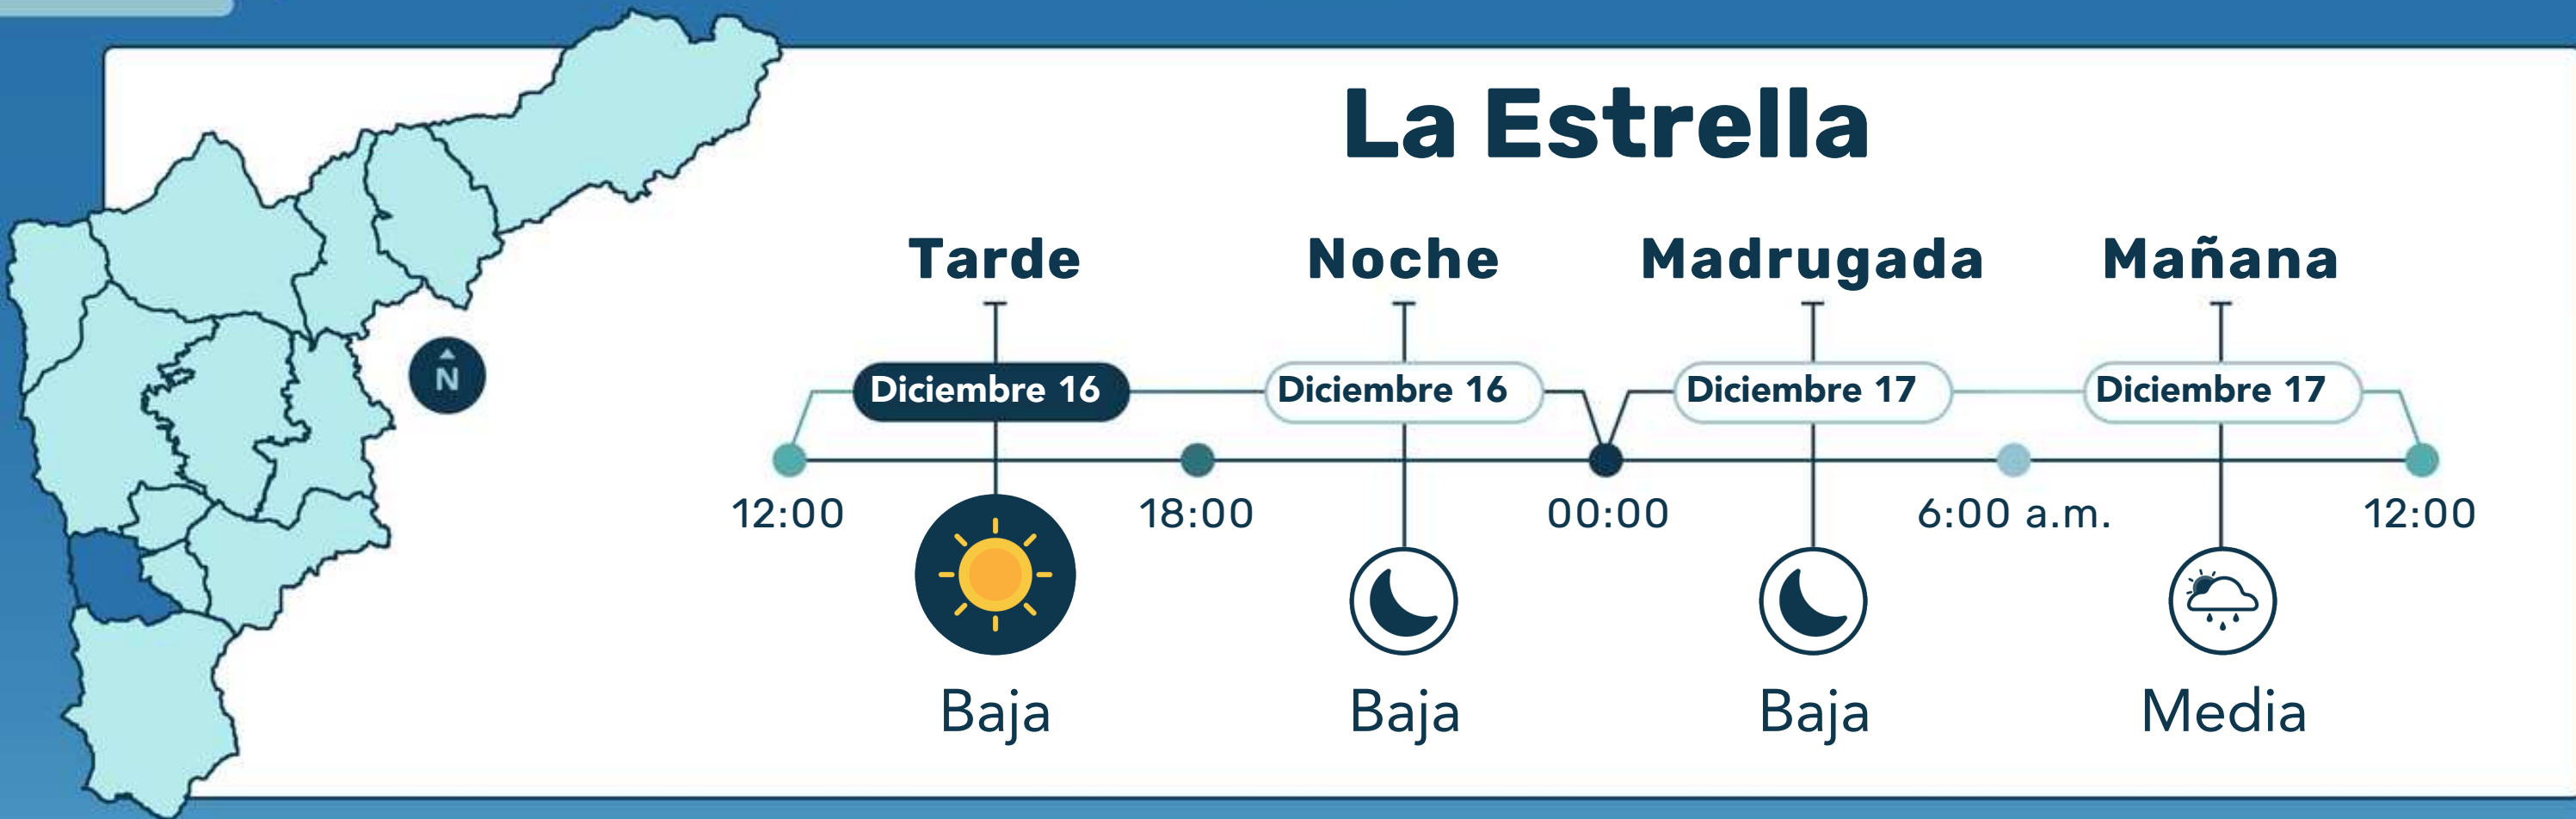 La Estrella
Tarde Noche Madrugada Mañana
Diciembre 16 Diciembre 16 Diciembre 17 Diciembre 17
N
12:00 18:00 00:00 6:00 a.m. 12:00
Baja Baja Baja Media